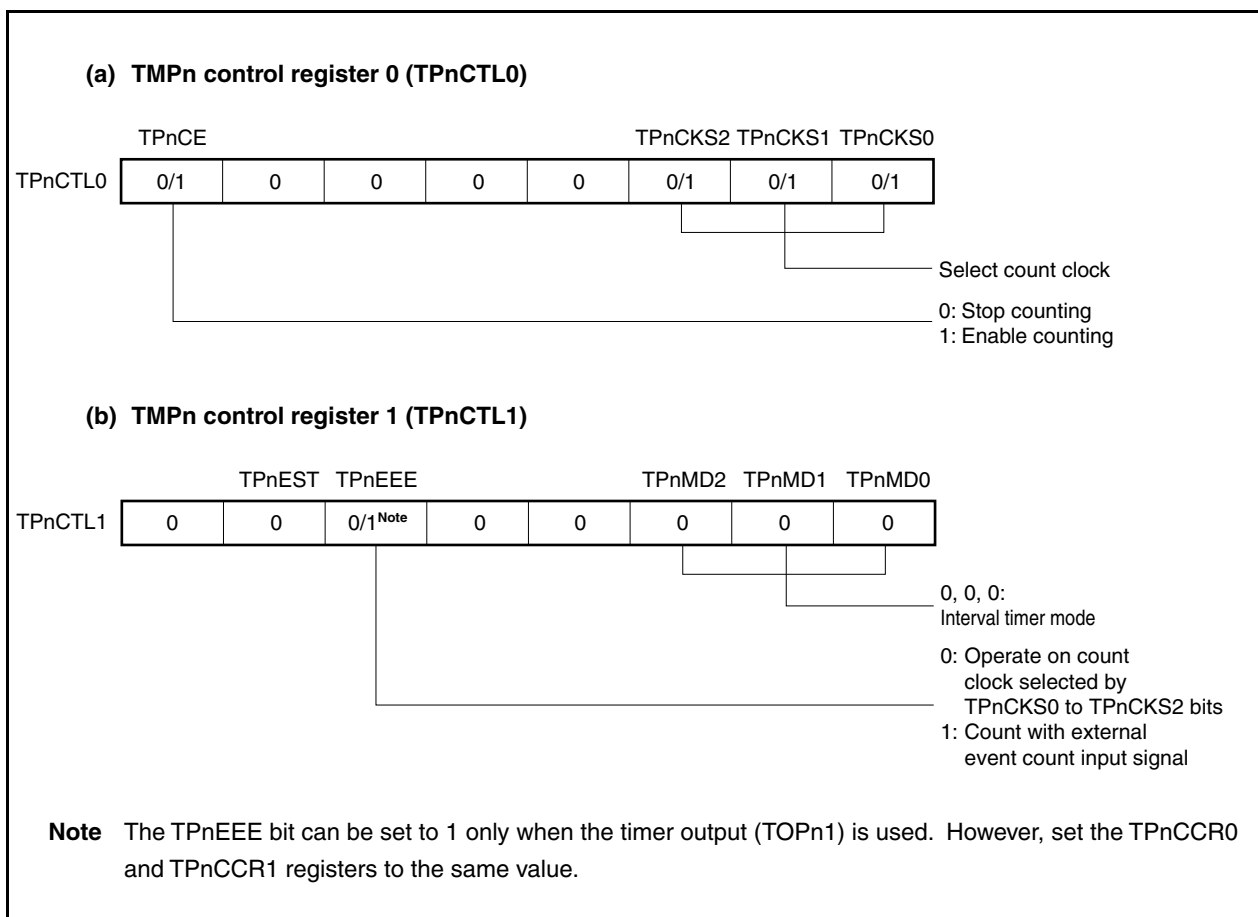 (a) TMPn control register 0 (TPnCTL0)
TPnCE TPnCKS2 TPnCKS1 TPnCKS0
TPnCTL0 0/1 0 0 0 0 0/1 0/1 0/1
Select count clock
0: Stop counting
1: Enable counting
(b) TMPn control register 1 (TPnCTL1)
TPnEST TPnEEE TPnMD2 TPnMD1 TPnMD0
TPnCTL1 0 0 0/1Note 0 0 0 0 0
0, 0, 0:
Interval timer mode
0: Operate on count
clock selected by
TPnCKS0 to TPnCKS2 bits
1: Count with external
event count input signal
Note The TPnEEE bit can be set to 1 only when the timer output (TOPn1) is used. However, set the TPnCCR0
and TPnCCR1 registers to the same value.